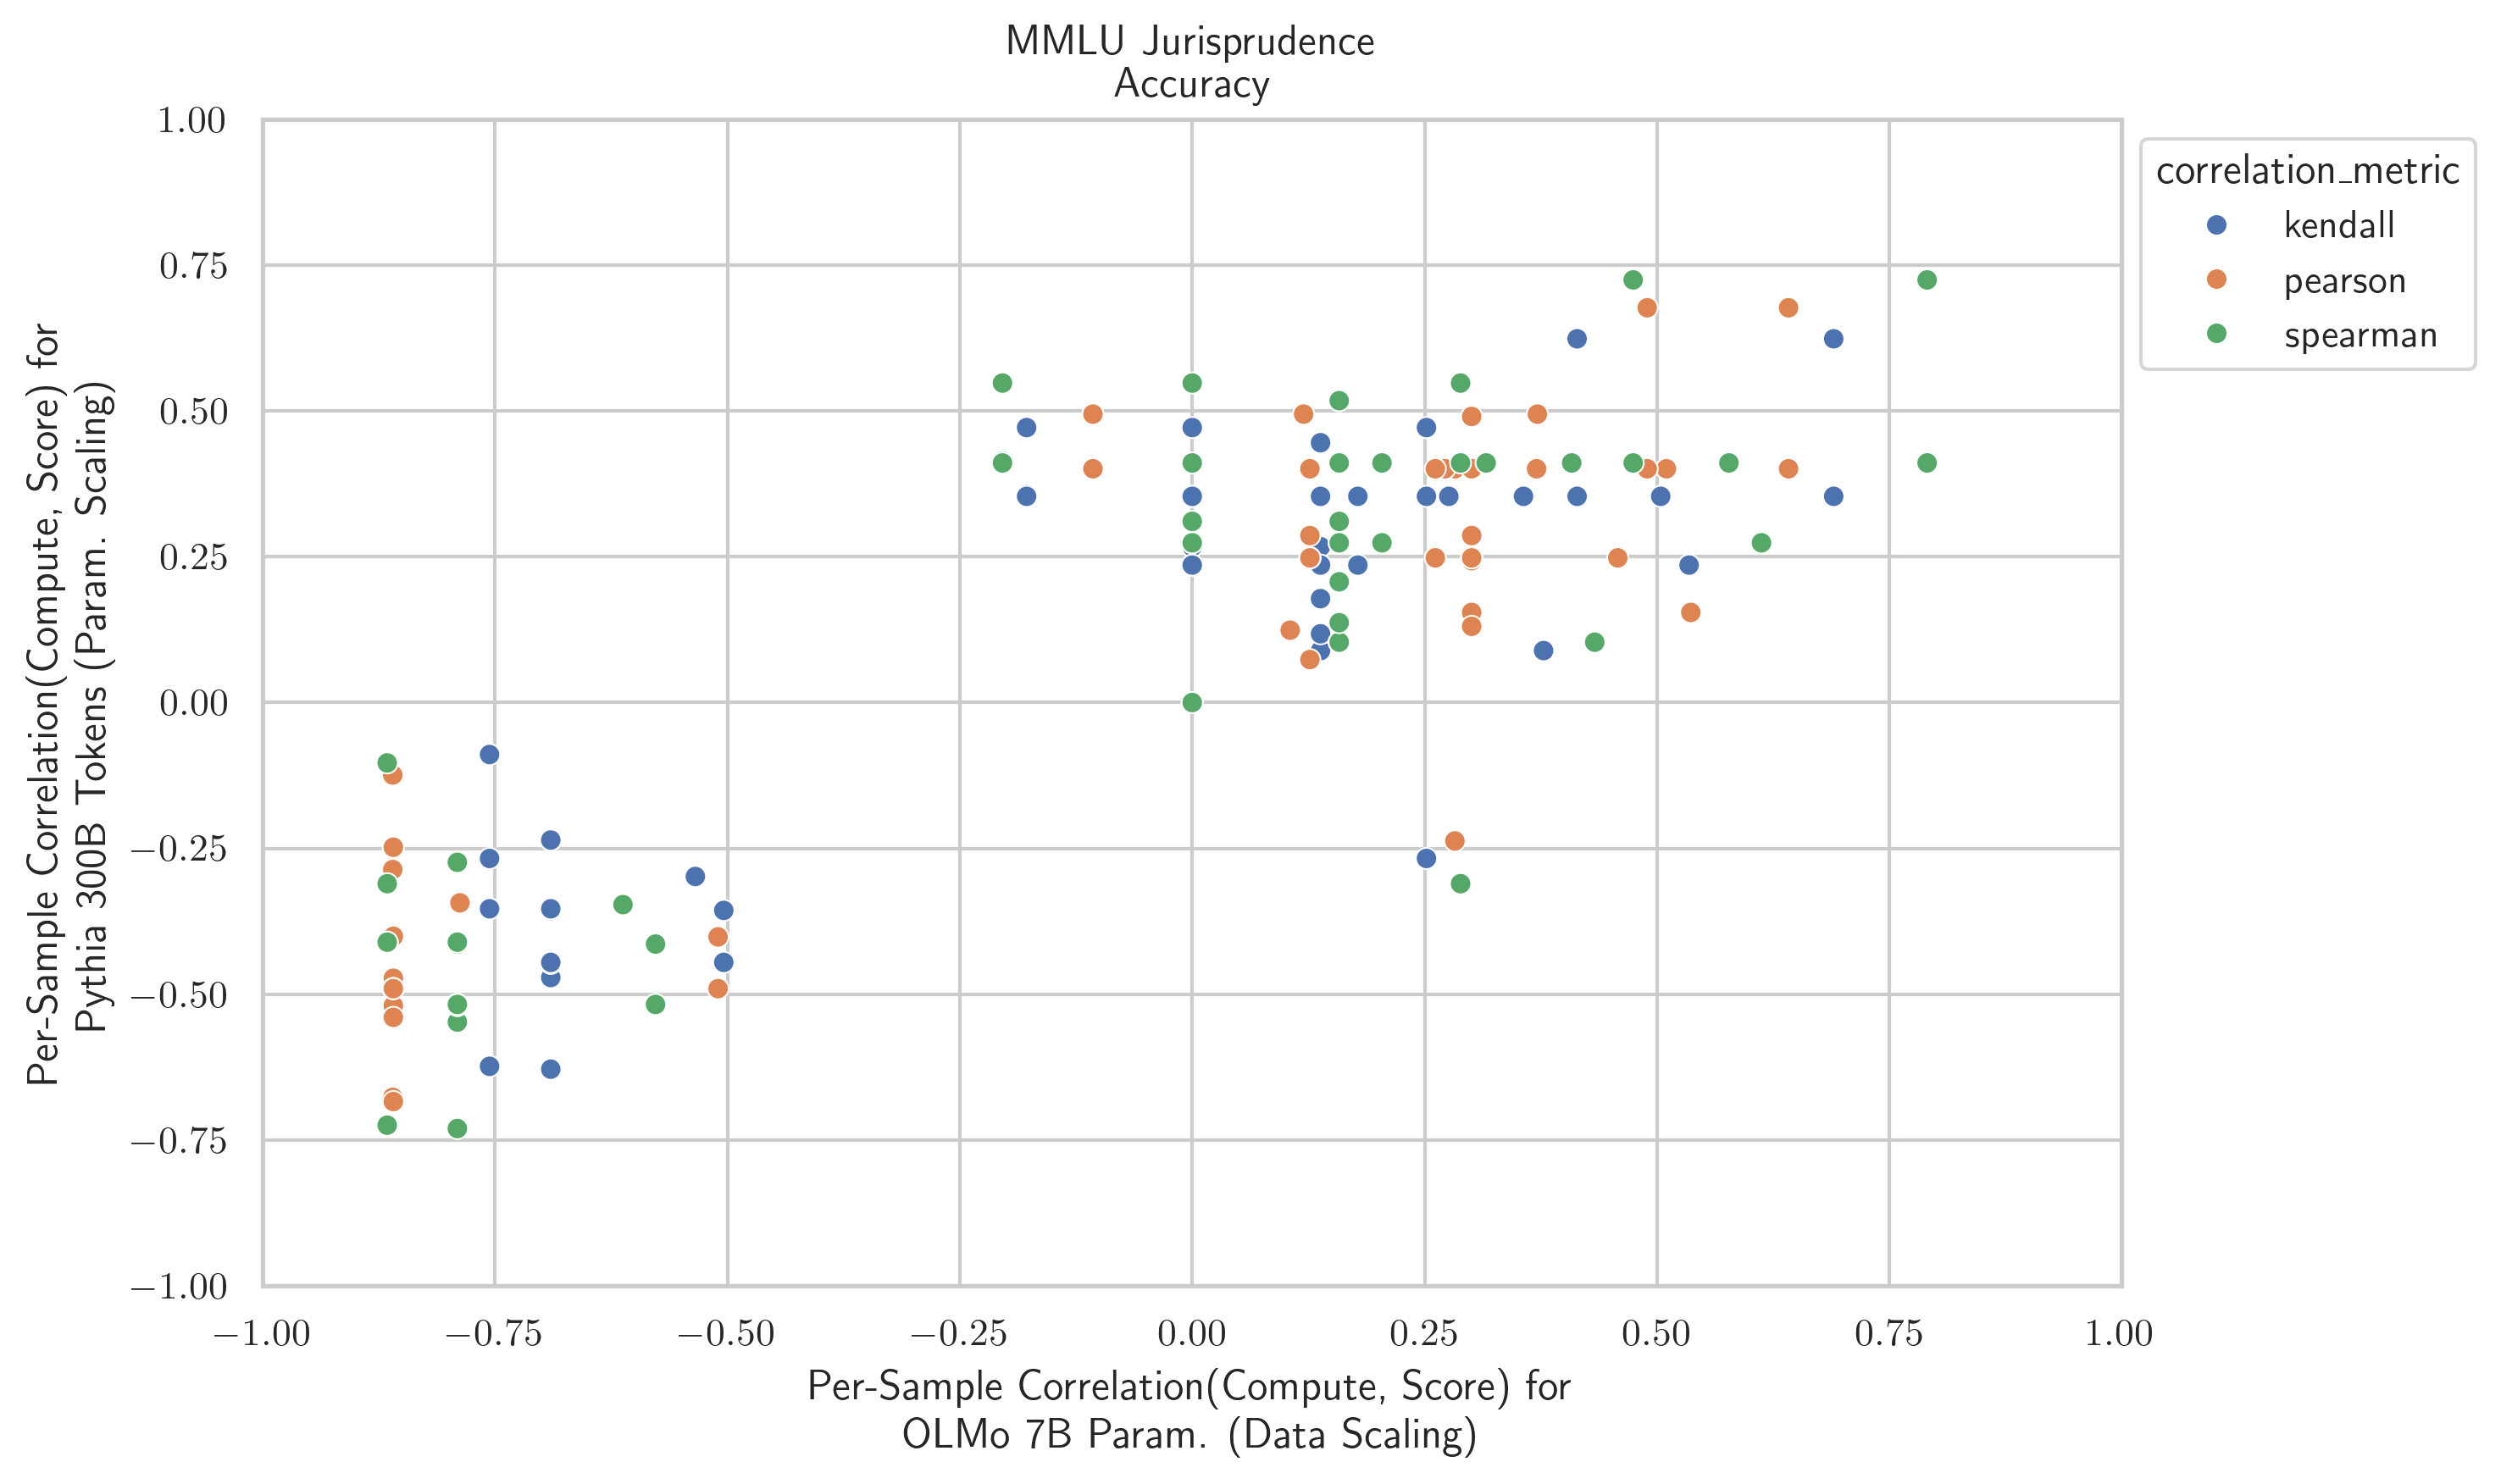 MMLU Jurisprudence
Accuracy
Per-Sample Correlation(Compute, Score) for
Pythia 300B Tokens (Param. Scaling)
1.00
0.75
0.50
0.25
0.00
−0.25
−0.50
−0.75
−1.00
−1.00 −0.75 −0.50 −0.25 0.00 0.25 0.50 0.75 1.00
Per-Sample Correlation(Compute, Score) for
OLMo 7B Param. (Data Scaling)
correlation_metric
kendall
pearson
spearman